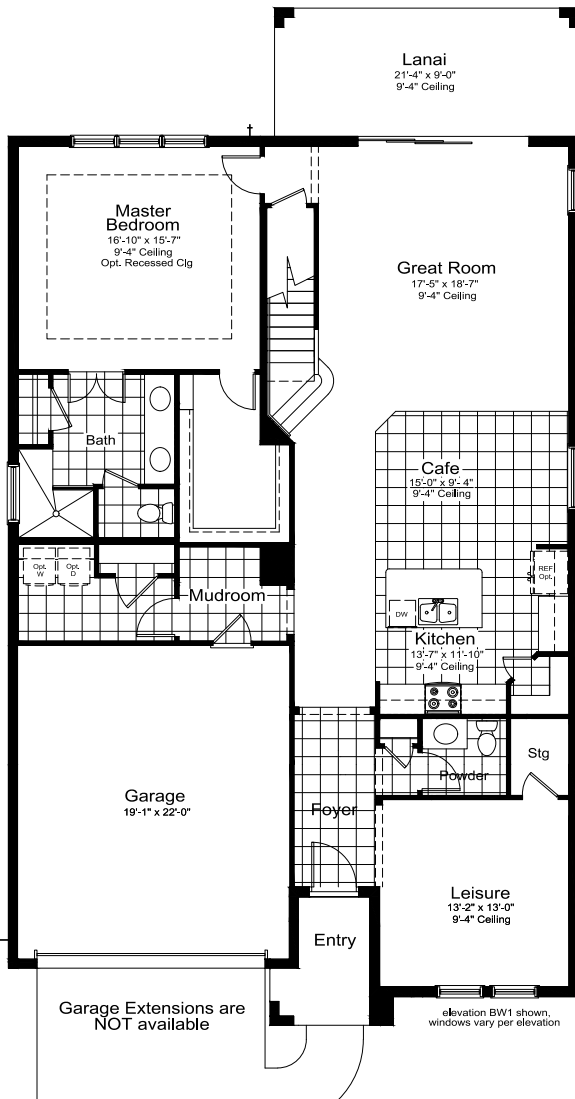 Lanai
21'-4" x 9'-0"
9'-4" Ceiling
Master
Bedroom
16'-10" x 15'-7"
9'-4" Ceiling
Opt. Recessed Clg
Great Room
17'-5" x 18'-7"
9'-4" Ceiling
Bath
Cafe
15'-0" x 9'- 4"
9'-4" Ceiling
Opt.
W
Opt.
D
REF
Opt.
Mudroom
DW
Kitchen
13'-7" x 11'-10"
9'-4" Ceiling
Stg
Powder
Garage
19'-1" x 22'-0"
Foyer
Leisure
13'-2" x 13'-0"
9'-4" Ceiling
Entry
Garage Extensions are
NOT available
elevation BW1 shown,
windows vary per elevation